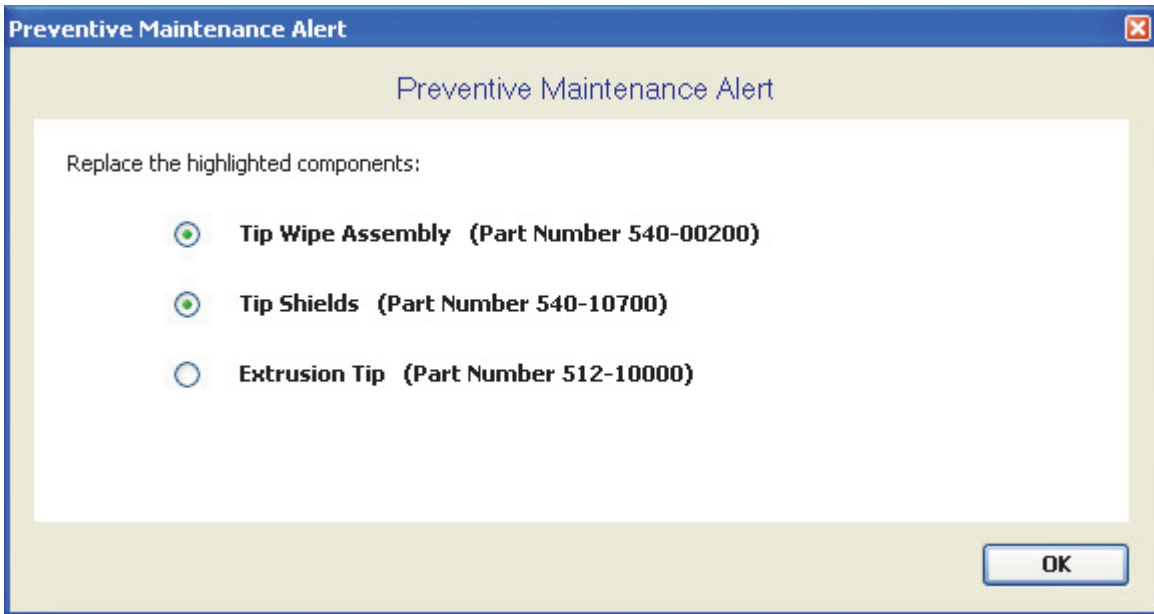 Preventive Maintenance Alert
Preventive Maintenance Alert
Replace the highlighted components:
Tip Wipe Assembly (Part Number 540-00200)
Tip Shields (Part Number 540-10700)
Extrusion Tip (Part Number 512-10000)
OK